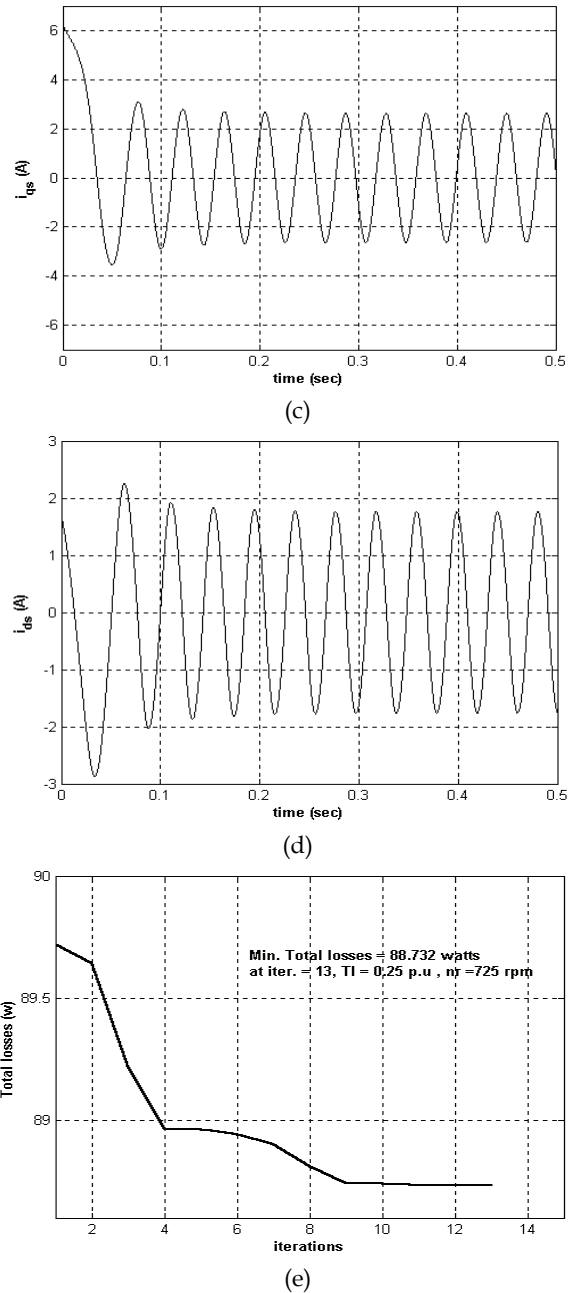 6
4
2
0
-2
-4
-6
i_qs (A)
0 0.1 0.2 0.3 0.4 0.5
time (sec)
(c)
3
2
1
0
-1
-2
-3
i_ds (A)
0 0.1 0.2 0.3 0.4 0.5
time (sec)
(d)
90
89.5
89
Total losses (w)
Min. Total losses = 88.732 watts
at iter. = 13, Tl = 0.25 p.u , nr =725 rpm
2 4 6 8 10 12 14
iterations
(e)